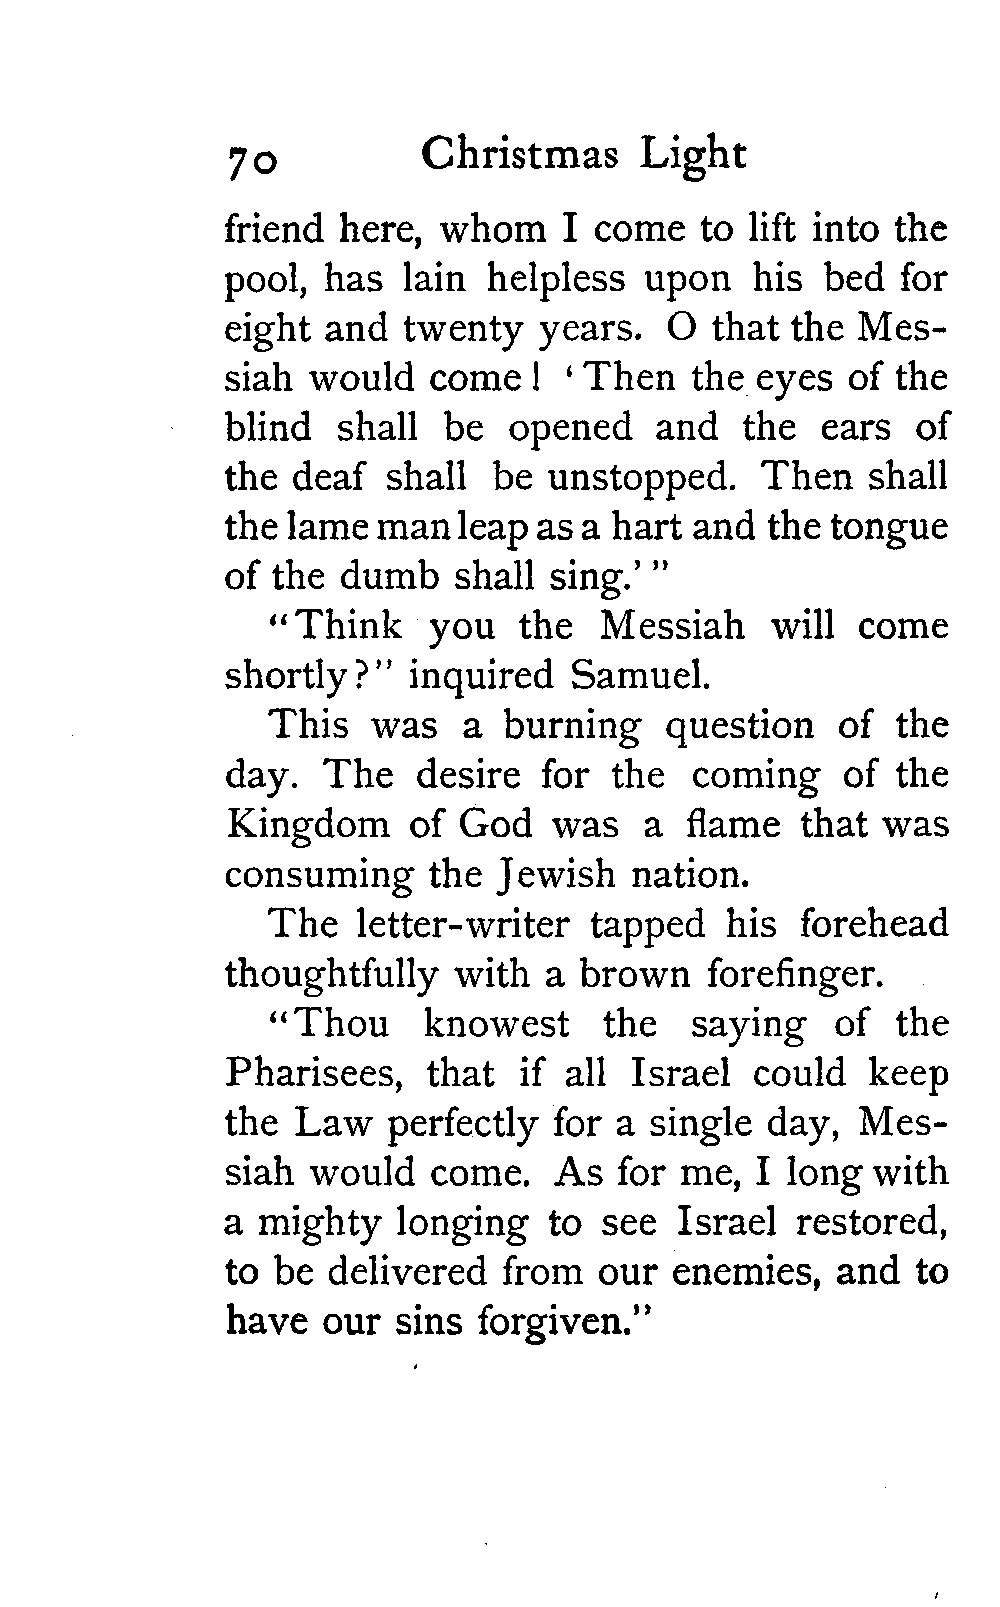 70 Christmas Light
friend here, whom I come to lift into the
pool, has lain helpless upon his bed for
eight and twenty years. O that the Mes-
siah would come! ‘Then the eyes of the
blind shall be opened and the ears of
the deaf shall be unstopped. Then shall
the lame man leap as a hart and the tongue
of the dumb shall sing.’”
“Think you the Messiah will come
shortly?” inquired Samuel.
This was a burning question of the
day. The desire for the coming of the
Kingdom of God was a flame that was
consuming the Jewish nation.
The letter-writer tapped his forehead
thoughtfully with a brown forefinger.
“Thou knowest the saying of the
Pharisees, that if all Israel could keep
the Law perfectly for a single day, Mes-
siah would come. As for me, I long with
a mighty longing to see Israel restored,
to be delivered from our enemies, and to
have our sins forgiven.”